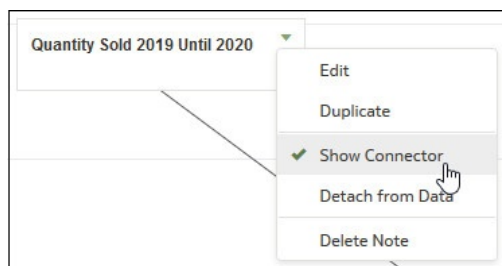 Quantity Sold 2019 Until 2020
Edit
Duplicate
Show Connector
Detach from Data
Delete Note